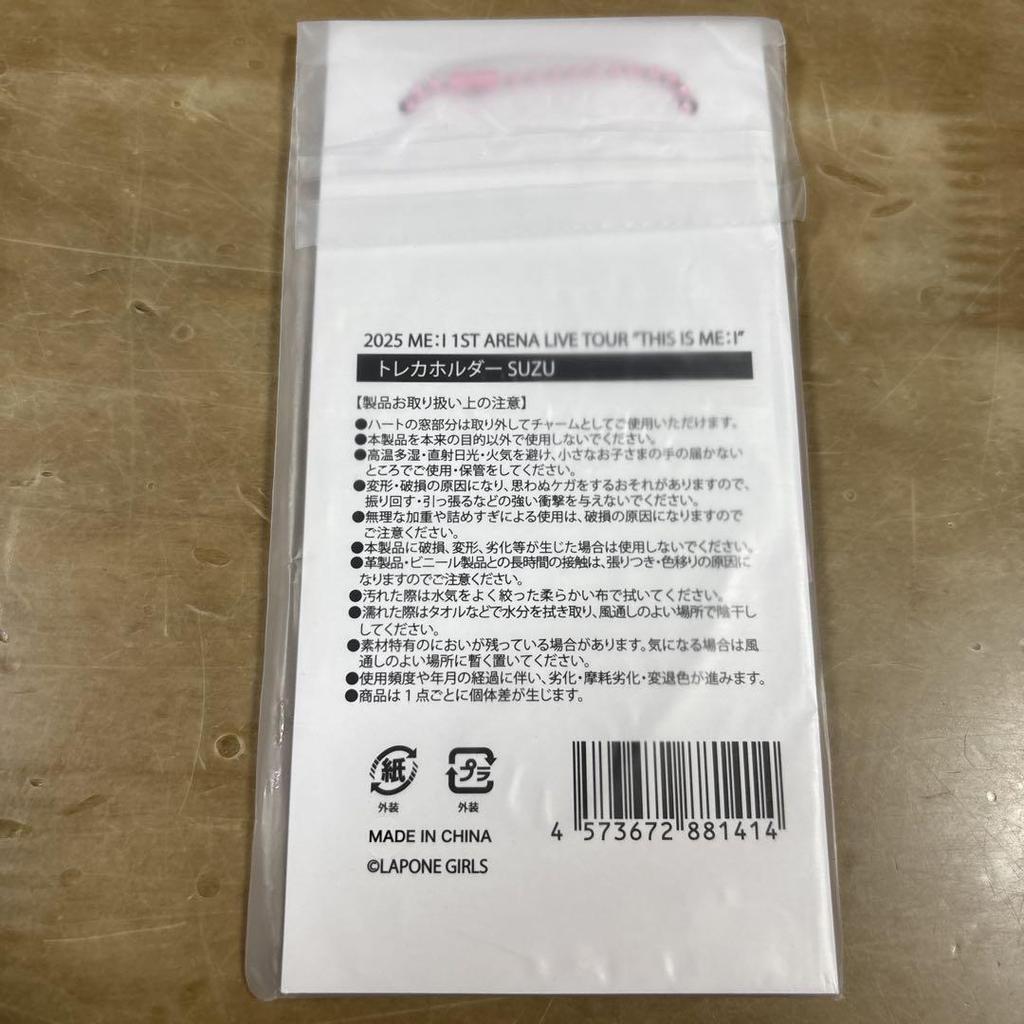 2025 ME:I 1ST ARENA LIVE TOUR "THIS IS ME:I"
トレカホルダー SUZU
【製品お取り扱い上の注意】
●ハートの窓部分は取り外してチャームとしてご使用いただけます。
●本製品を本来の目的以外で使用しないでください。
●高温多湿・直射日光・火気を避け、小さなお子さまの手の届かない
ところでご使用・保管をしてください。
●変形・破損の原因になり、思わぬケガをするおそれがありますので、
振り回す・引っ張るなどの強い衝撃を与えないでください。
●無理な加重や詰めすぎによる使用は、破損の原因になりますので
ご注意ください。
●本製品に破損、変形、劣化等が生じた場合は使用しないでください。
●革製品・ビニール製品との長時間の接触は、張りつき・色移りの原因に
なりますのでご注意ください。
●汚れた際は水気をよく絞った柔らかい布で拭いてください。
●濡れた際はタオルなどで水分を拭き取り、風通しのよい場所で陰干し
してください。
●素材特有のにおいが残っている場合があります。気になる場合は風
通しのよい場所に暫く置いてください。
●使用頻度や年月の経過に伴い、劣化・摩耗劣化・変退色が進みます。
●商品は1点ごとに個体差が生じます。
紙 プラ
外装 外装
4 573672 881414
MADE IN CHINA
©LAPONE GIRLS